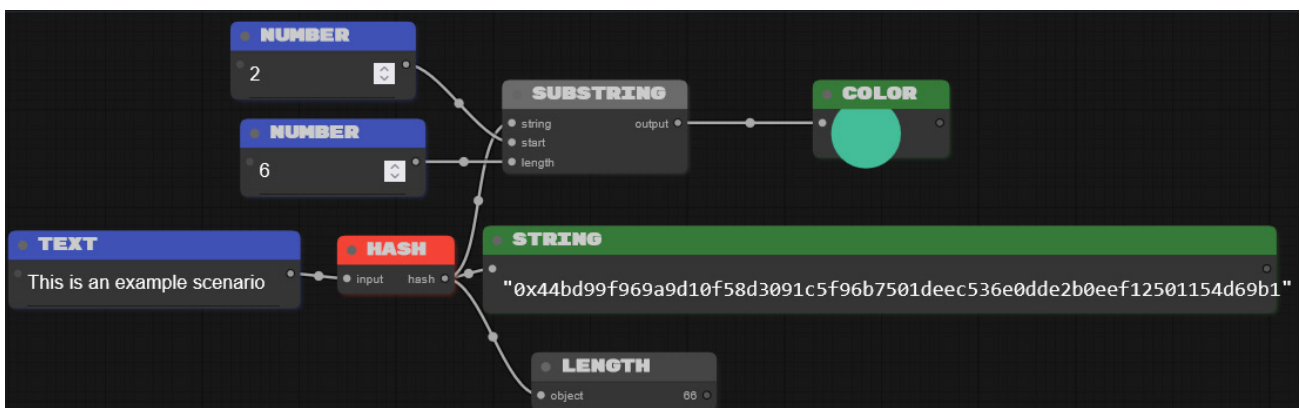 NUMBER
2
NUMBER
6
SUBSTRING
string output
start
length
COLOR
TEXT
This is an example scenario
HASH
input hash
STRING
"0x44bd99f969a9d10f58d3091c5f96b7501deec536e0dde2b0eef12501154d69b1"
LENGTH
object 66